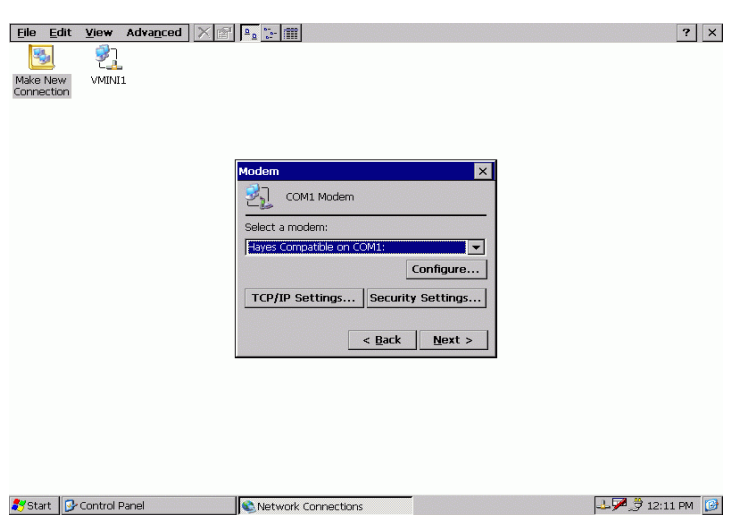 File Edit View Advanced ? ×
Make New Connection
VMINI1
Modem ×
COM1 Modem
Select a modem:
Hayes Compatible on COM1:
Configure...
TCP/IP Settings... Security Settings...
< Back Next >
Start Control Panel Network Connections 12:11 PM